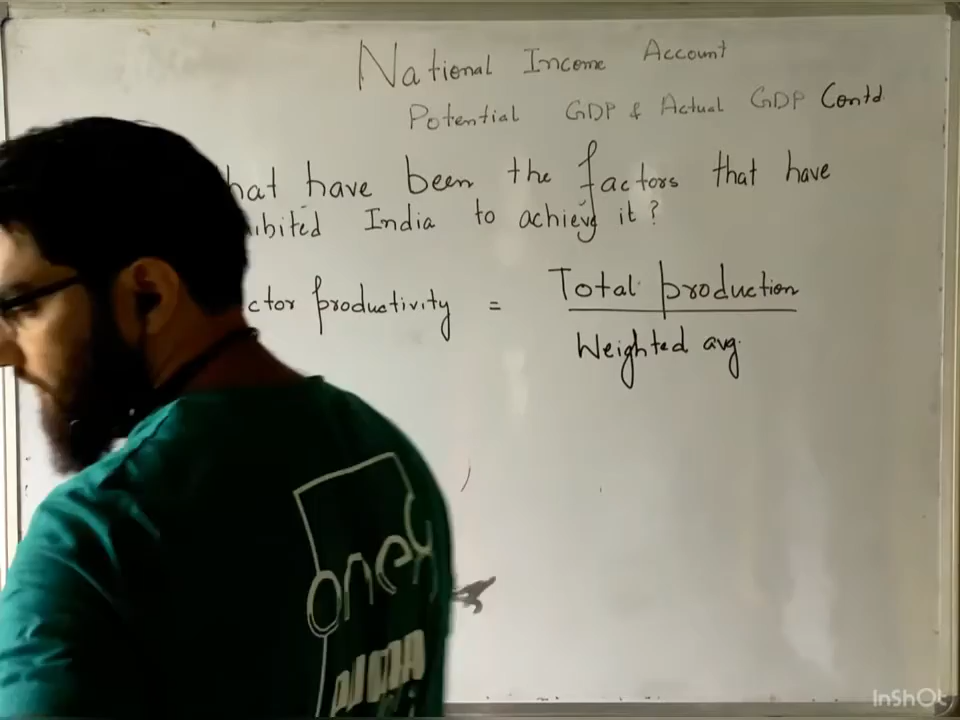 National Income Account
Potential GDP & Actual GDP Contd
hat have been the factors that have
ibited India to achieve it?
ctor productivity = Total production
Weighted avg.
one
InShOt